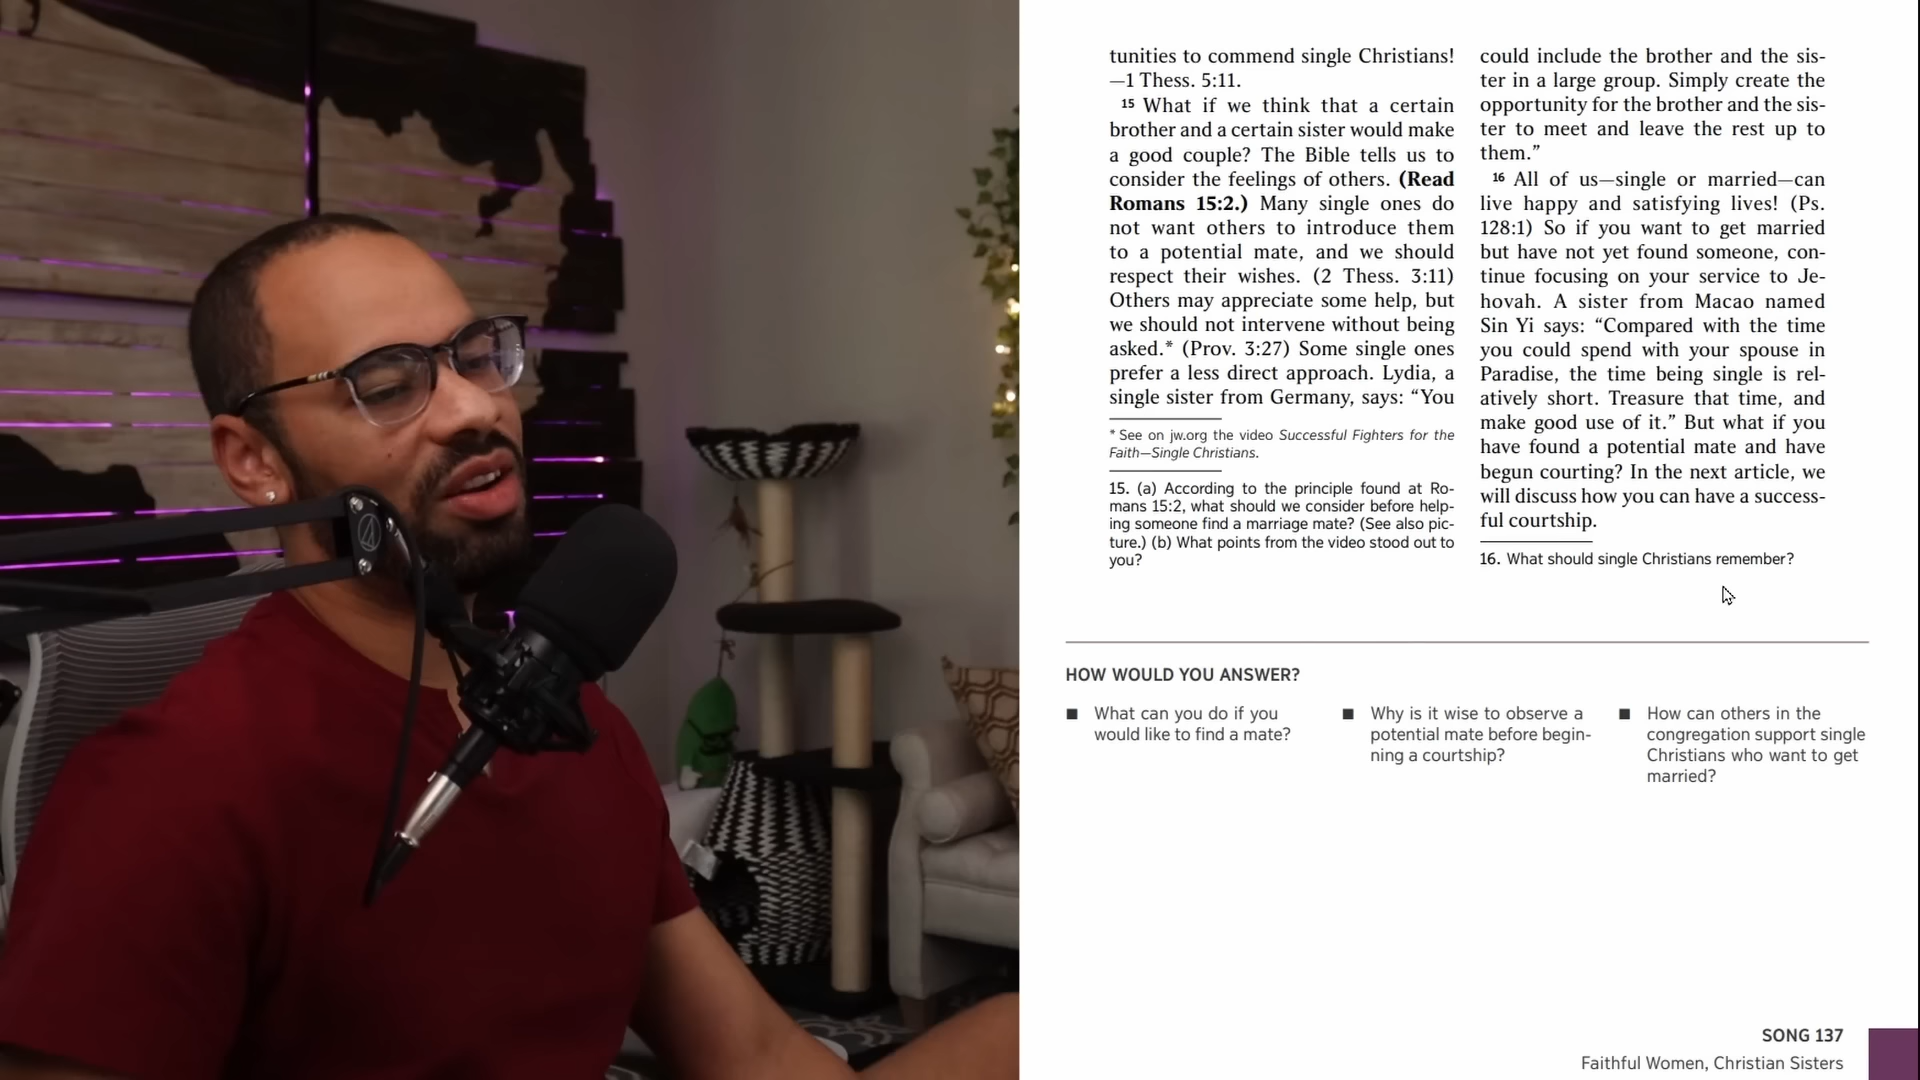 tunities to commend single Christians!
—1 Thess. 5:11.
15 What if we think that a certain
brother and a certain sister would make
a good couple? The Bible tells us to
consider the feelings of others. (Read
Romans 15:2.) Many single ones do
not want others to introduce them
to a potential mate, and we should
respect their wishes. (2 Thess. 3:11)
Others may appreciate some help, but
we should not intervene without being
asked.* (Prov. 3:27) Some single ones
prefer a less direct approach. Lydia, a
single sister from Germany, says: “You
* See on jw.org the video Successful Fighters for the
Faith—Single Christians.
15. (a) According to the principle found at Ro-
mans 15:2, what should we consider before help-
ing someone find a marriage mate? (See also pic-
ture.) (b) What points from the video stood out to
you?
could include the brother and the sis-
ter in a large group. Simply create the
opportunity for the brother and the sis-
ter to meet and leave the rest up to
them.”
16 All of us—single or married—can
live happy and satisfying lives! (Ps.
128:1) So if you want to get married
but have not yet found someone, con-
tinue focusing on your service to Je-
hovah. A sister from Macao named
Sin Yi says: “Compared with the time
you could spend with your spouse in
Paradise, the time being single is rel-
atively short. Treasure that time, and
make good use of it.” But what if you
have found a potential mate and have
begun courting? In the next article, we
will discuss how you can have a success-
ful courtship.
16. What should single Christians remember?
HOW WOULD YOU ANSWER?
■ What can you do if you
would like to find a mate?
■ Why is it wise to observe a
potential mate before begin-
ning a courtship?
■ How can others in the
congregation support single
Christians who want to get
married?
SONG 137
Faithful Women, Christian Sisters